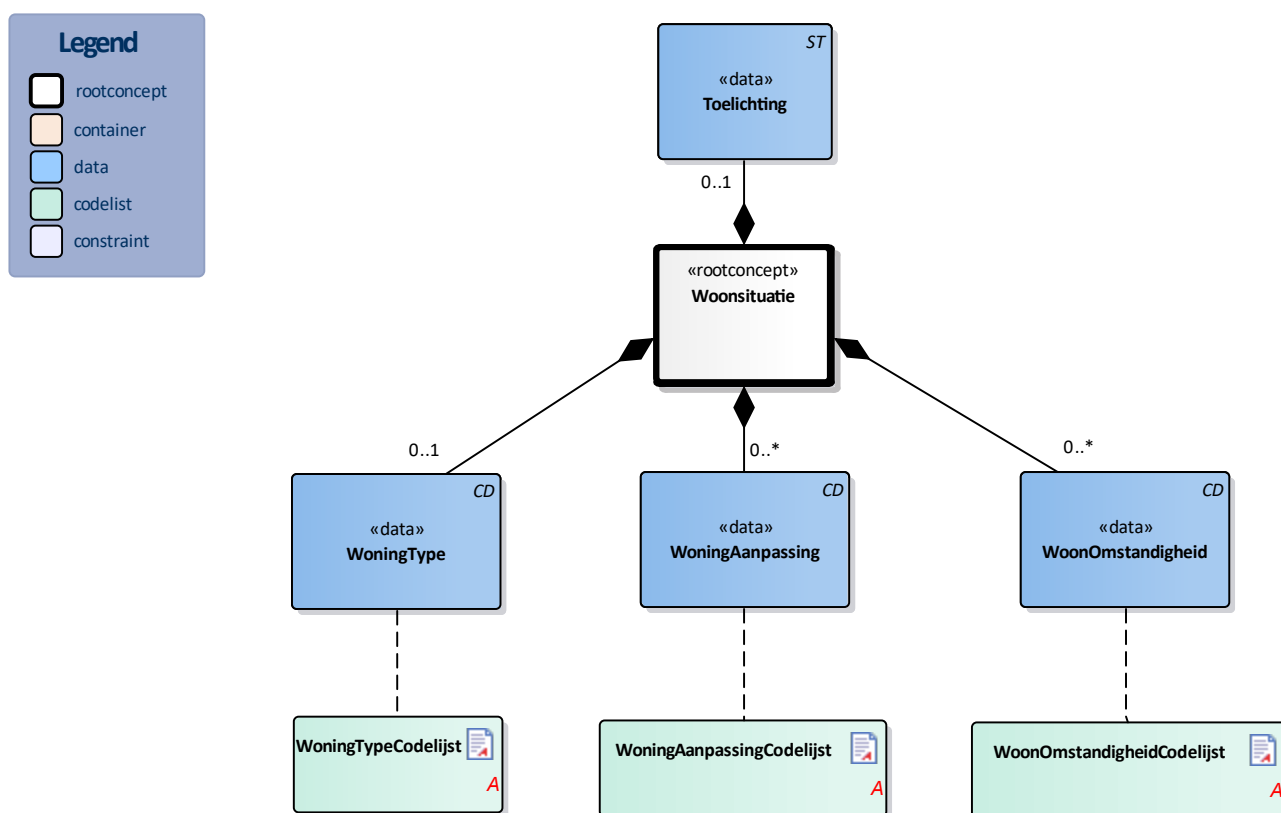 Legend
rootconcept
container
data
codelist
constraint
ST
«data»
Toelichting
0..1
«rootconcept»
Woonsituatie
0..1
0..*
0..*
CD
«data»
WoningType
CD
«data»
WoningAanpassing
CD
«data»
WoonOmstandigheid
WoningTypeCodelijst
A
WoningAanpassingCodelijst
A
WoonOmstandigheidCodelijst
A